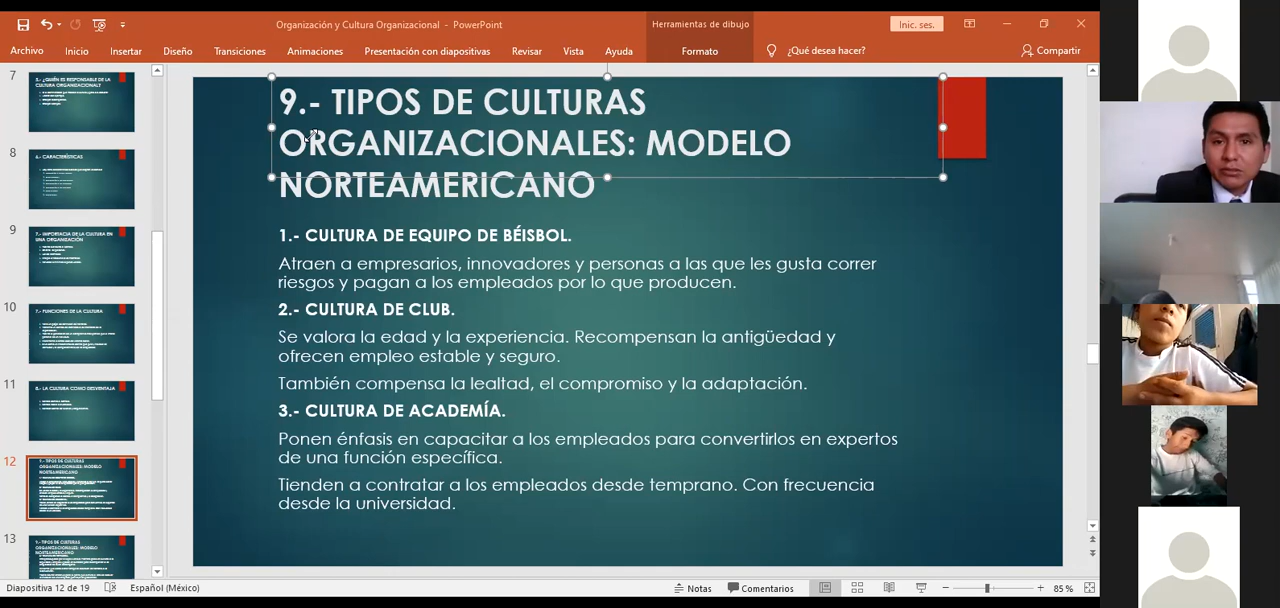 Organización y Cultura Organizacional - PowerPoint
Herramientas de dibujo
Inic. ses.
Archivo
Inicio
Insertar
Diseño
Transiciones
Animaciones
Presentación con diapositivas
Revisar
Vista
Ayuda
Formato
¿Qué desea hacer?
Compartir
7
8
9
10
11
12
13
9.- TIPOS DE CULTURAS
ORGANIZACIONALES: MODELO
NORTEAMERICANO
1.- CULTURA DE EQUIPO DE BÉISBOL.
Atraen a empresarios, innovadores y personas a las que les gusta correr
riesgos y pagan a los empleados por lo que producen.
2.- CULTURA DE CLUB.
Se valora la edad y la experiencia. Recompensan la antigüedad y
ofrecen empleo estable y seguro.
También compensa la lealtad, el compromiso y la adaptación.
3.- CULTURA DE ACADEMÍA.
Ponen énfasis en capacitar a los empleados para convertirlos en expertos
de una función específica.
Tienden a contratar a los empleados desde temprano. Con frecuencia
desde la universidad.
Diapositiva 12 de 19
Español (México)
Notas
Comentarios
85 %